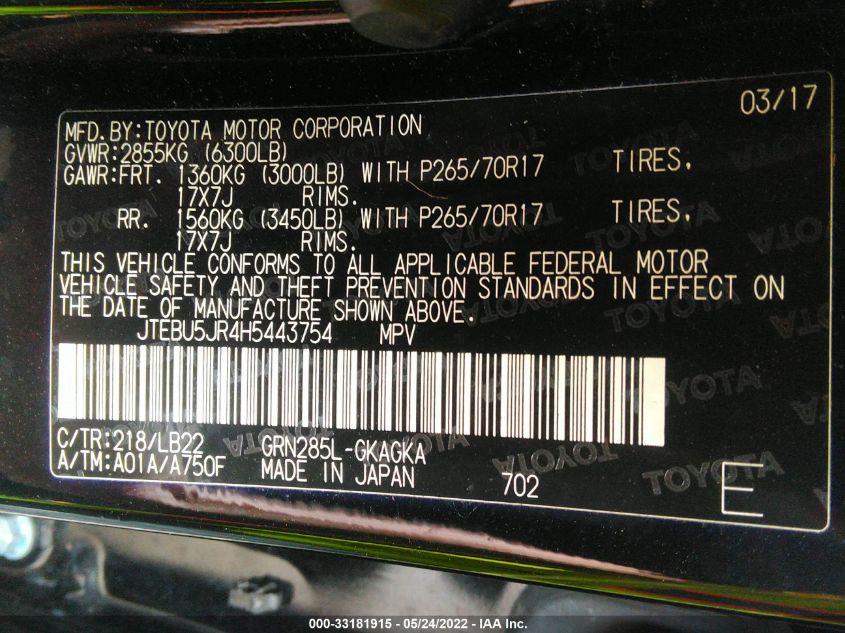 03/17
MFD.BY:TOYOTA MOTOR CORPORATION
GVWR:2855KG (6300LB)
GAWR:FRT. 1360KG (3000LB) WITH P265/70R17 TIRES,
17X7J RIMS.
RR. 1560KG (3450LB) WITH P265/70R17 TIRES,
17X7J RIMS.
THIS VEHICLE CONFORMS TO ALL APPLICABLE FEDERAL MOTOR
VEHICLE SAFETY AND THEFT PREVENTION STANDARDS IN EFFECT ON
THE DATE OF MANUFACTURE SHOWN ABOVE.
JTEBU5JR4H5443754 MPV
C/TR:218/LB22 GRN285L-GKAGKA
A/TM:A01A/A750F MADE IN JAPAN 702 E
000-33181915 - 05/24/2022 - IAA Inc.